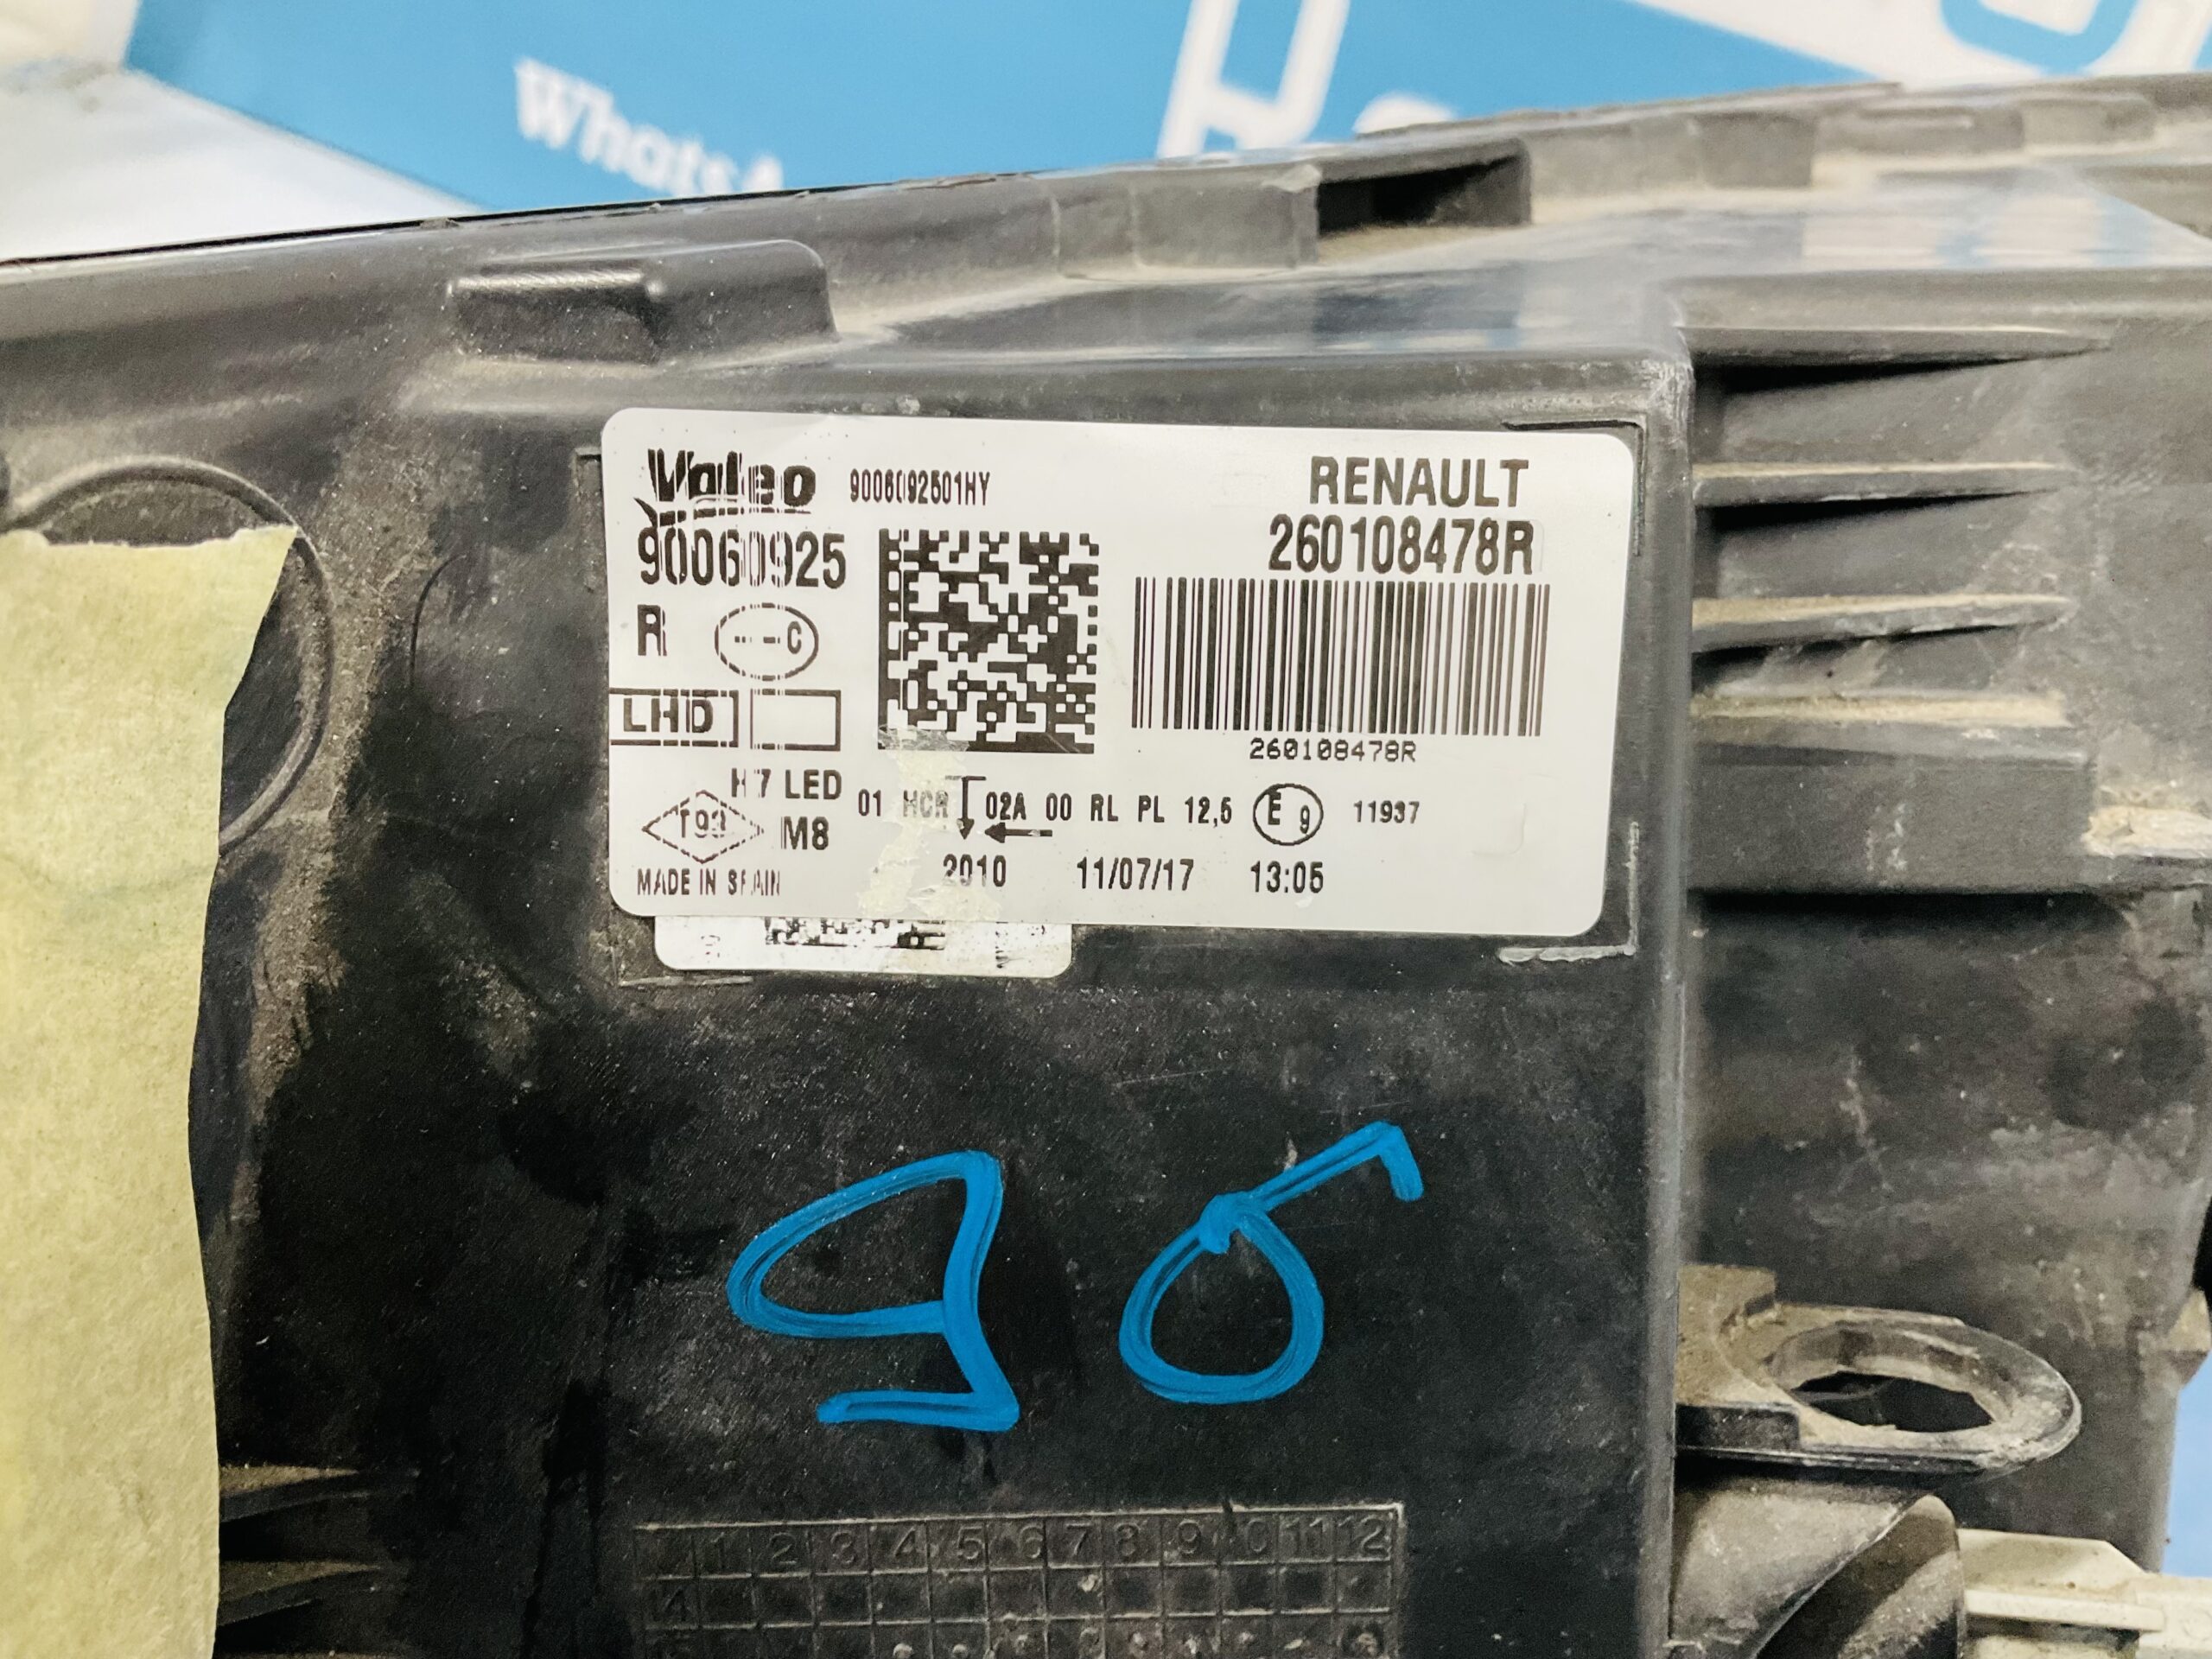 WhatsA
Valeo 9006092501HY
RENAULT
90060925
260108478R
R
C
LHD
260108478R
H7 LED
01 HCR 02A 00 RL PL 12,5 E 9 11937
T93 M8
MADE IN SPAIN 2010 11/07/17 13:05
1 2 3 4 5 6 7 8 9 10 11 12
14